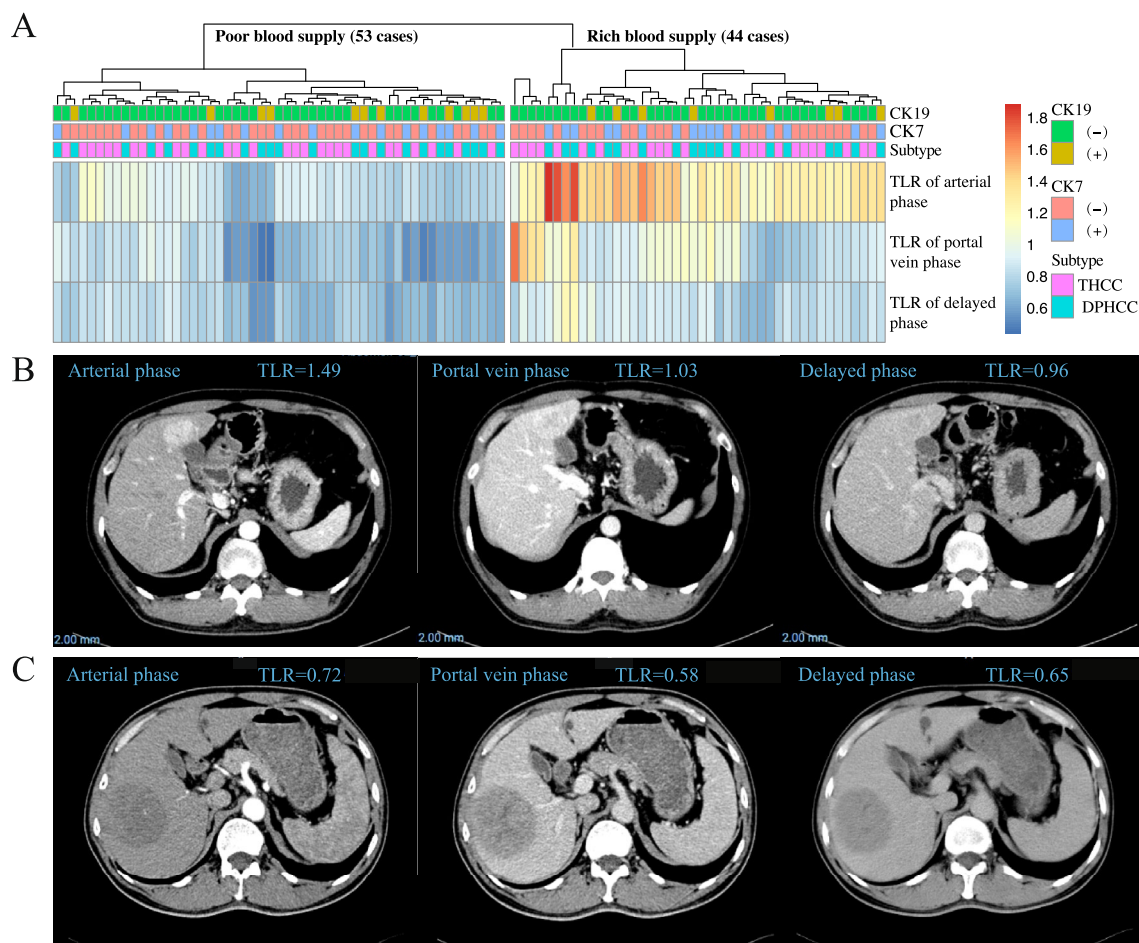 A
Poor blood supply (53 cases)
Rich blood supply (44 cases)
CK19
CK7
Subtype
TLR of arterial
phase
TLR of portal
vein phase
TLR of delayed
phase
1.8
1.6
1.4
1.2
1
0.8
0.6
CK19
(-)
(+)
CK7
(-)
(+)
Subtype
THCC
DPHCC
B
Arterial phase
TLR=1.49
Portal vein phase
TLR=1.03
Delayed phase
TLR=0.96
2.00 mm
2.00 mm
2.00 mm
C
Arterial phase
TLR=0.72
Portal vein phase
TLR=0.58
Delayed phase
TLR=0.65